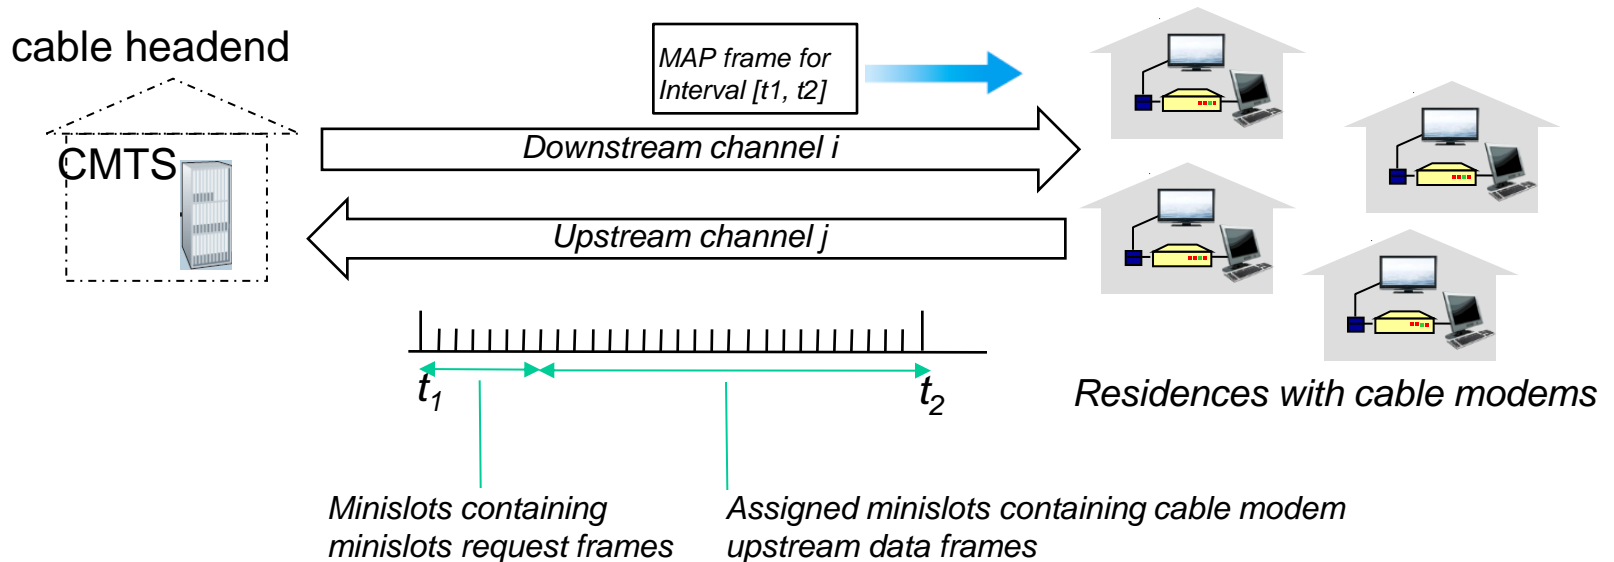 cable headend
MAP frame for
Interval [t1, t2]
CMTS
Downstream channel i
Upstream channel j
t1
t2
Residences with cable modems
Minislots containing
minislots request frames
Assigned minislots containing cable modem
upstream data frames